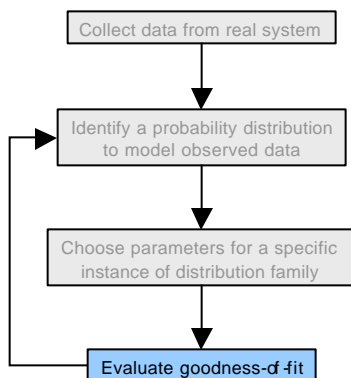 Collect data from real system
Identify a probability distribution
to model observed data
Choose parameters for a specific
instance of distribution family
Evaluate goodness-of-fit